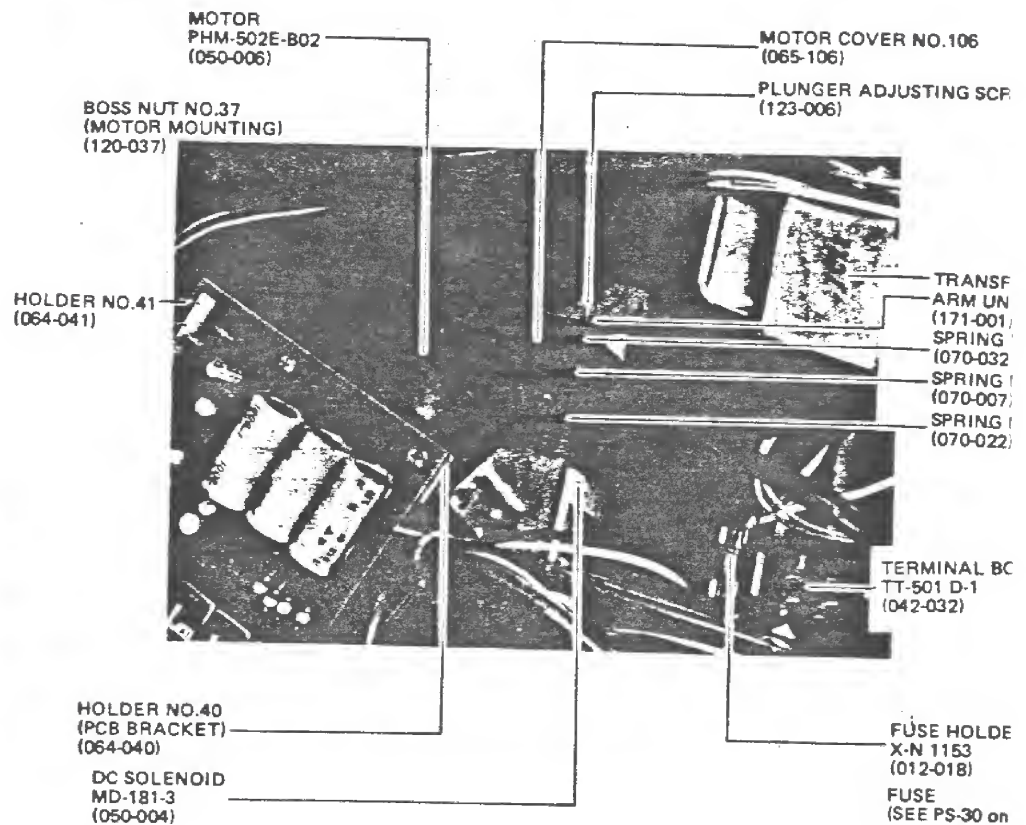 MOTOR
PHM-502E-B02
(050-006)
MOTOR COVER NO.106
(065-106)
PLUNGER ADJUSTING SCR
(123-006)
BOSS NUT NO.37
(MOTOR MOUNTING)
(120-037)
HOLDER NO.41
(064-041)
TRANSF
ARM UN
(171-001)
SPRING
(070-032
SPRING
(070-007)
SPRING
(070-022)
TERMINAL BO
TT-501 D-1
(042-032)
HOLDER NO.40
(PCB BRACKET)
(064-040)
DC SOLENOID
MD-181-3
(050-004)
FUSE HOLDE
X-N 1153
(012-018)
FUSE
(SEE PS-30 on